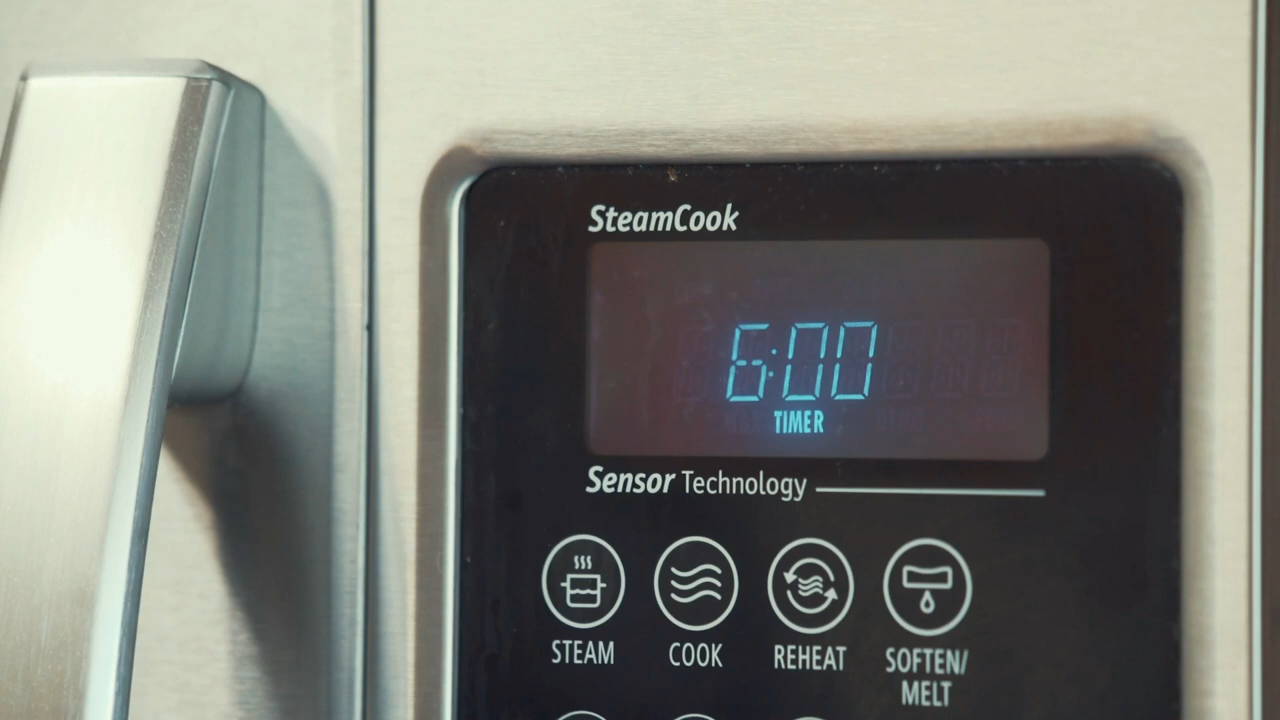 SteamCook
6:00
TIMER
Sensor Technology
STEAM COOK REHEAT SOFTEN/
MELT